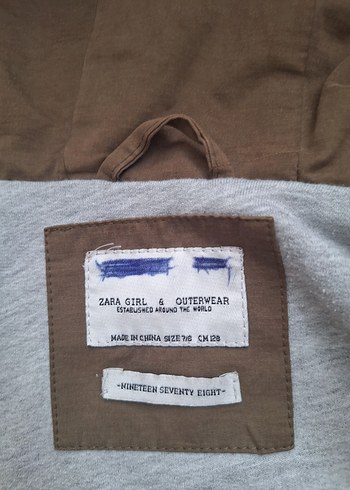 ZARA GIRL & OUTERWEAR
ESTABLISHED AROUND THE WORLD
MADE IN CHINA SIZE 7/8 CM 128
-NINETEEN SEVENTY EIGHT-